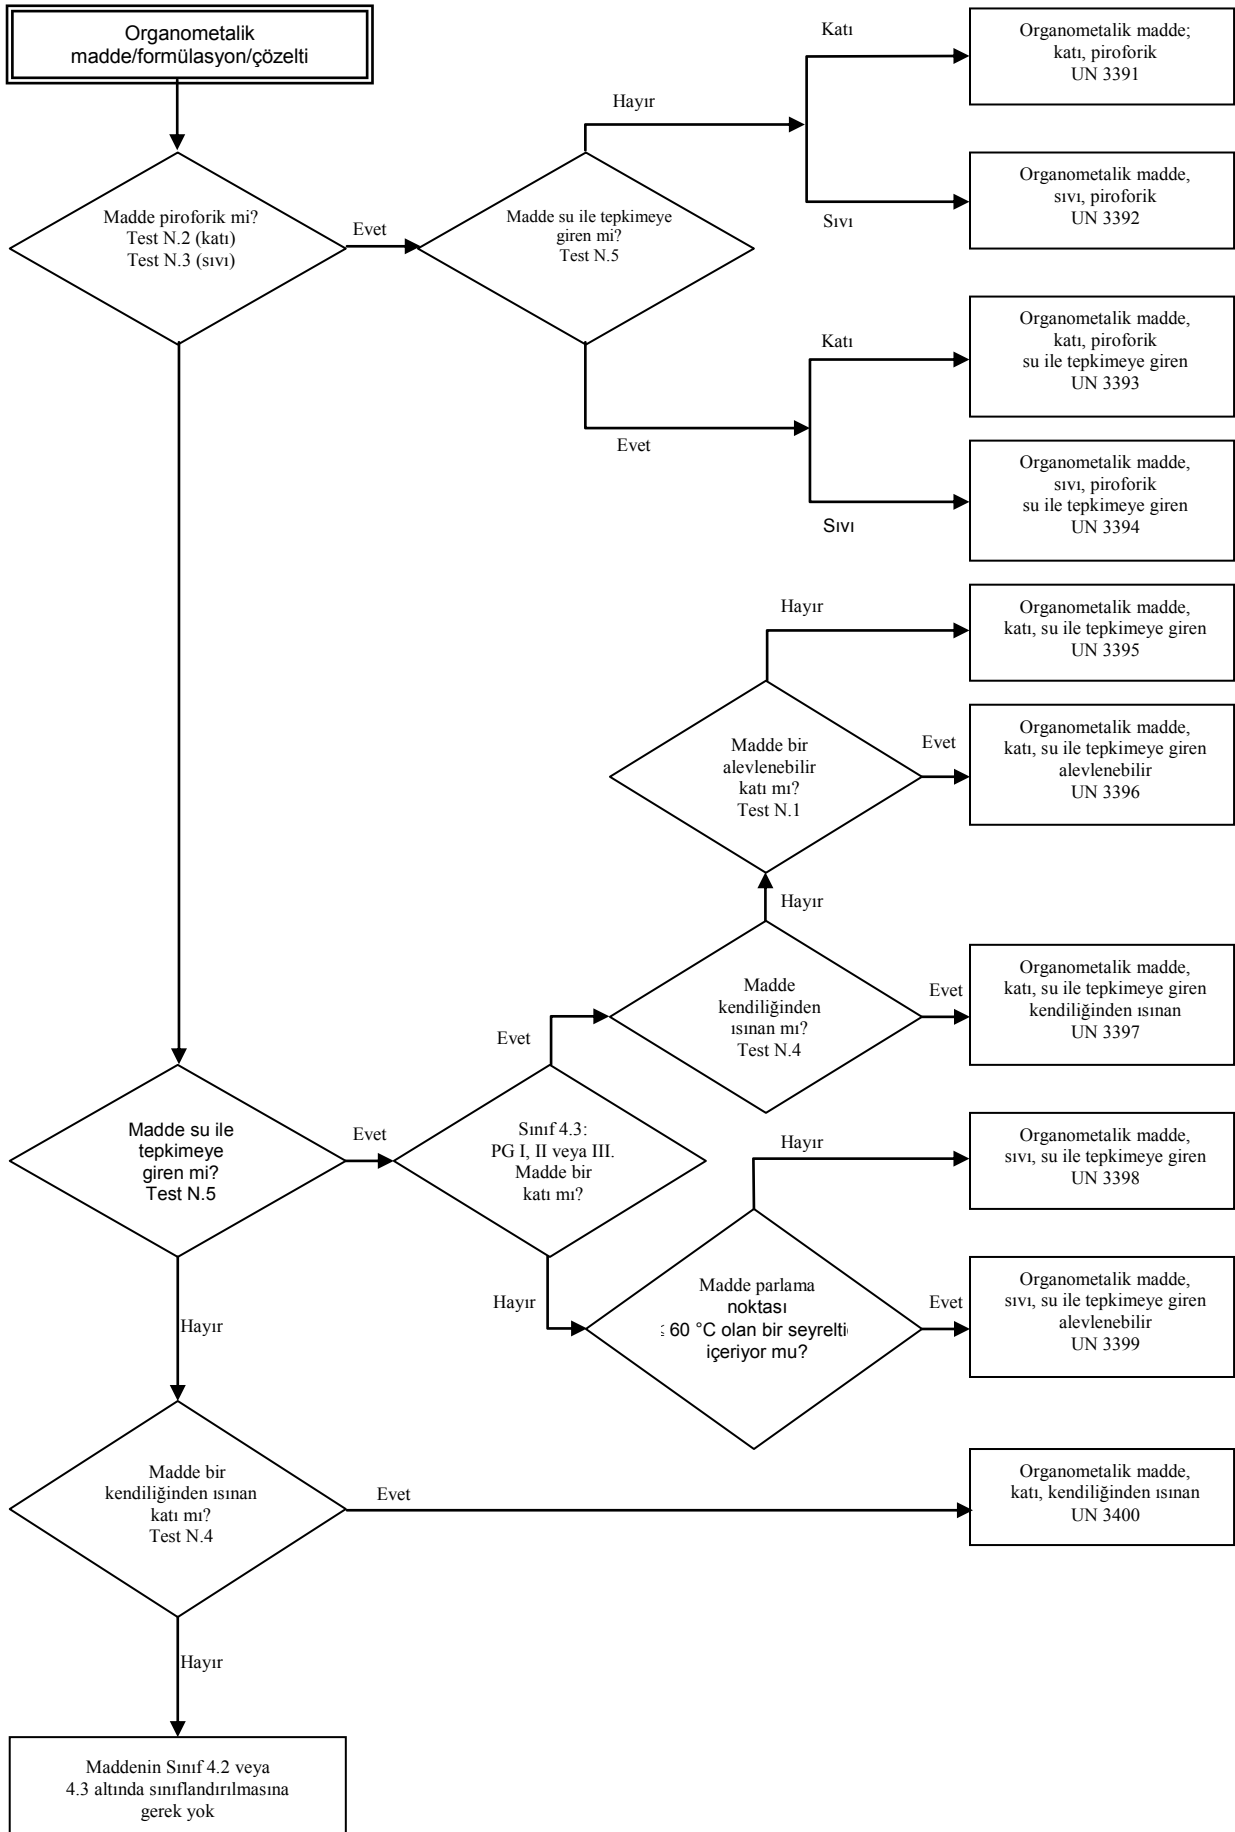 Organometalik
madde/formülasyon/çözelti
Katı
Organometalik madde;
katı, piroforik
UN 3391
Hayır
Organometalik madde,
sıvı, piroforik
UN 3392
Sıvı
Madde piroforik mi?
Test N.2 (katı)
Test N.3 (sıvı)
Evet
Madde su ile tepkimeye
giren mi?
Test N.5
Katı
Organometalik madde,
katı, piroforik
su ile tepkimeye giren
UN 3393
Evet
Organometalik madde,
sıvı, piroforik
su ile tepkimeye giren
UN 3394
Sıvı
Hayır
Organometalik madde,
katı, su ile tepkimeye giren
UN 3395
Madde bir
alevlenebilir
katı mı?
Test N.1
Evet
Organometalik madde,
katı, su ile tepkimeye giren
alevlenebilir
UN 3396
Hayır
Madde
kendiliğinden
ısınan mı?
Test N.4
Evet
Organometalik madde,
katı, su ile tepkimeye giren
kendiliğinden ısınan
UN 3397
Evet
Madde su ile
tepkimeye
giren mi?
Test N.5
Evet
Sınıf 4.3:
PG I, II veya III.
Madde bir
katı mı?
Hayır
Organometalik madde,
sıvı, su ile tepkimeye giren
UN 3398
Hayır
Madde parlama
noktası
≤ 60 °C olan bir seyrelti
içeriyor mu?
Evet
Organometalik madde,
sıvı, su ile tepkimeye giren
alevlenebilir
UN 3399
Hayır
Madde bir
kendiliğinden ısınan
katı mı?
Test N.4
Evet
Organometalik madde,
katı, kendiliğinden ısınan
UN 3400
Hayır
Maddenin Sınıf 4.2 veya
4.3 altında sınıflandırılmasına
gerek yok